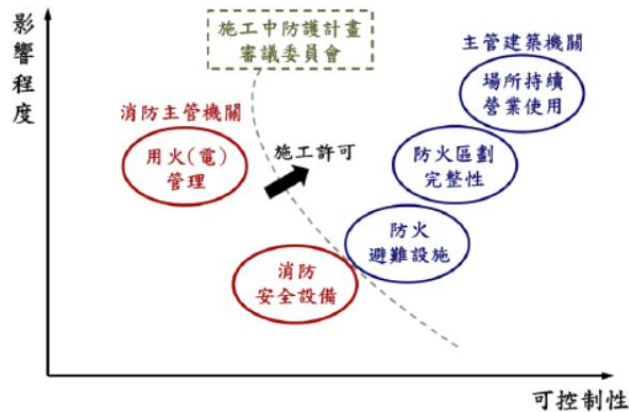 影響程度
施工中防護計畫
審議委員會
主管建築機關
場所持續
營業使用
消防主管機關
用火(電)
管理
施工許可
防火區劃
完整性
防火
避難設施
消防
安全設備
可控制性